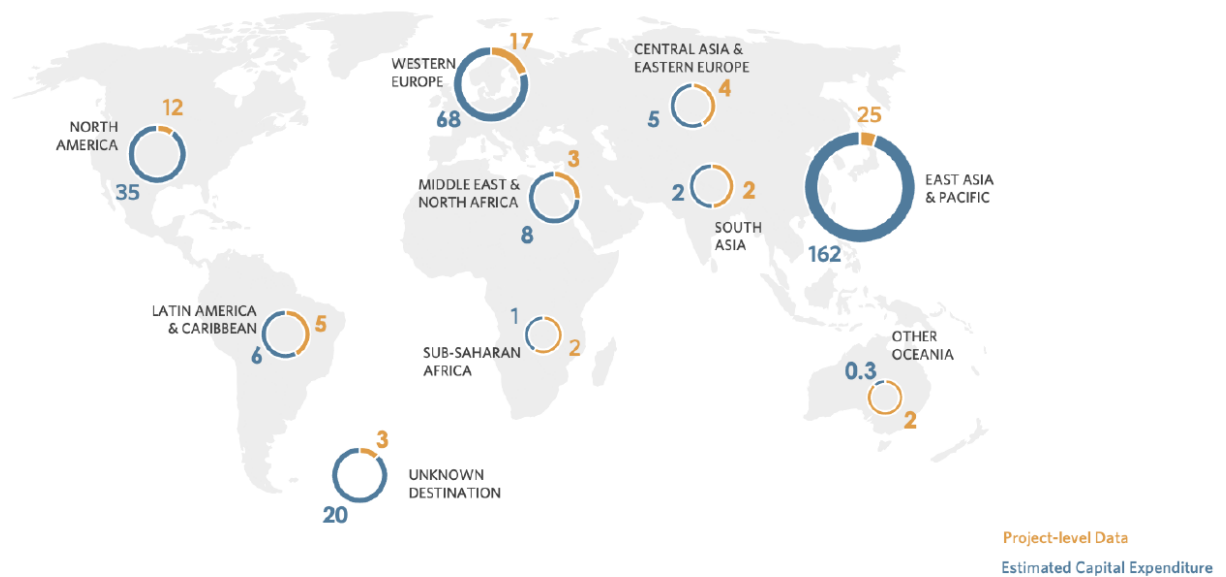 NORTH
AMERICA
12
35
WESTERN
EUROPE
17
68
CENTRAL ASIA &
EASTERN EUROPE
4
5
25
EAST ASIA
& PACIFIC
162
MIDDLE EAST &
NORTH AFRICA
3
8
2
2
SOUTH
ASIA
LATIN AMERICA
& CARIBBEAN
5
6
1
SUB-SAHARAN
AFRICA
2
OTHER
OCEANIA
0.3
2
3
UNKNOWN
DESTINATION
20
Project-level Data
Estimated Capital Expenditure